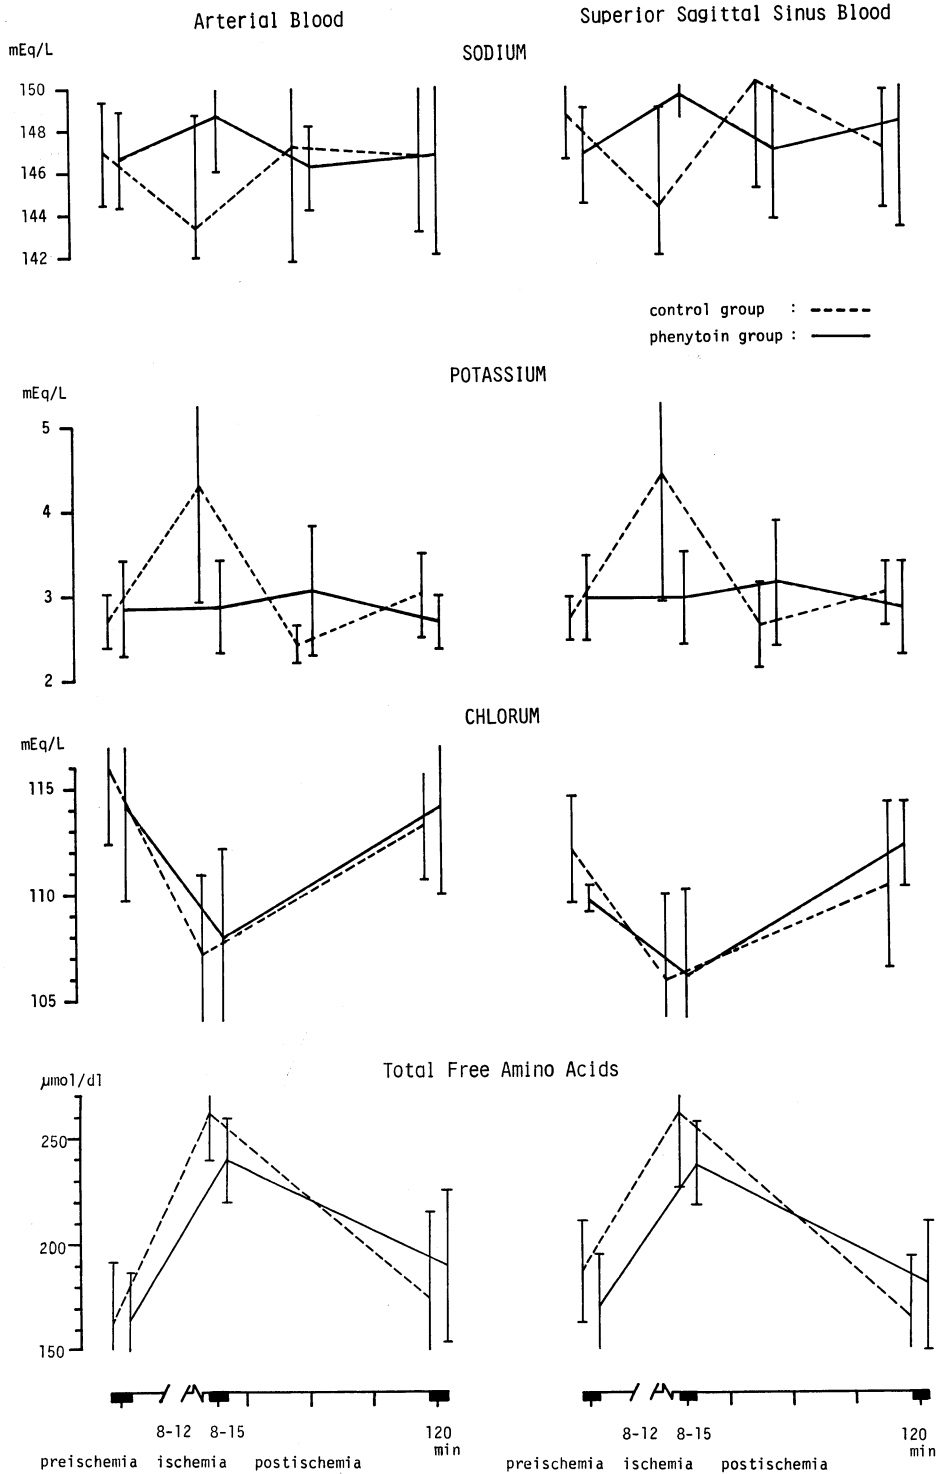 Arterial Blood
Superior Sagittal Sinus Blood
mEq/L
SODIUM
150
148
146
144
142
control group :
phenytoin group :
POTASSIUM
mEq/L
5
4
3
2
CHLORUM
mEq/L
115
110
105
Total Free Amino Acids
µmol/dl
250
200
150
8-12 8-15 120
min
preischemia ischemia postischemia
8-12 8-15 120
min
preischemia ischemia postischemia